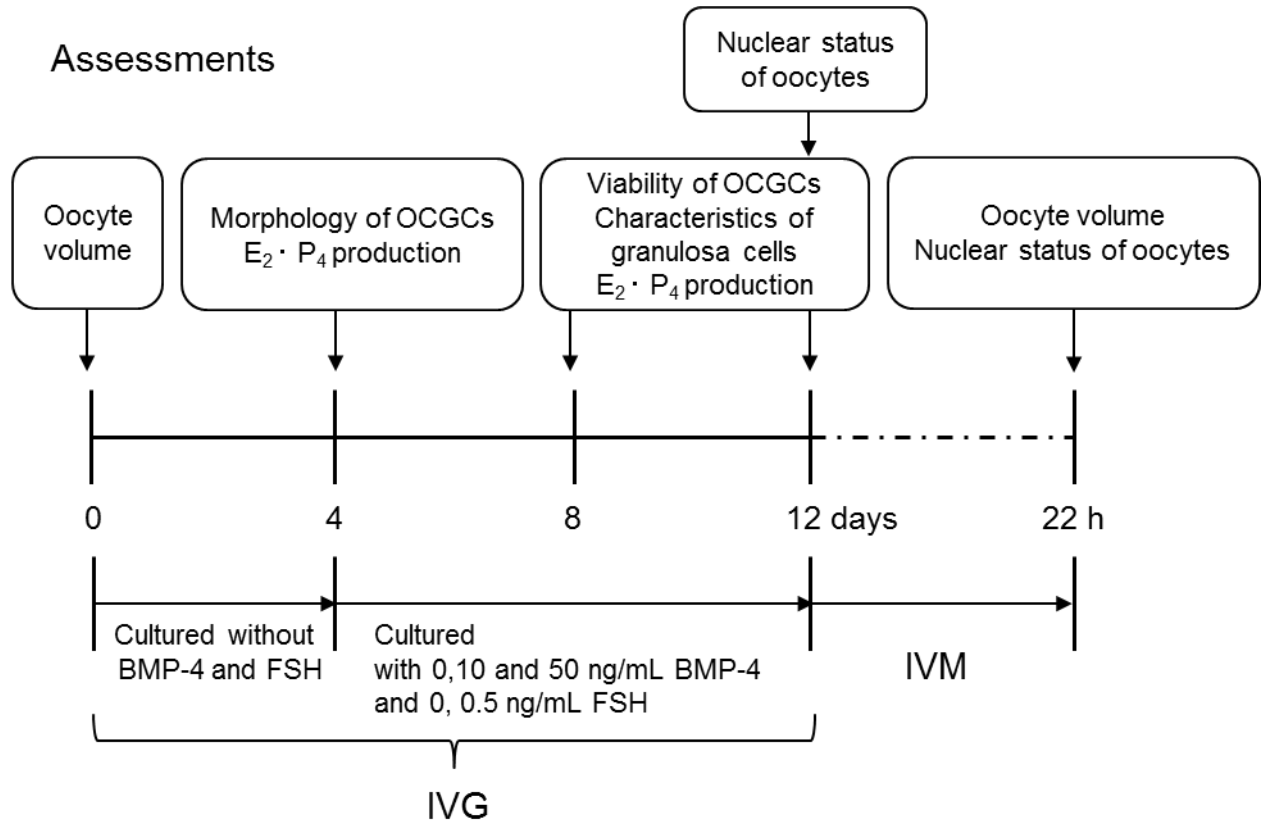 Assessments
Nuclear status
of oocytes
Oocyte
volume
Morphology of OCGCs
E₂・P₄ production
Viability of OCGCs
Characteristics of
granulosa cells
E₂・P₄ production
Oocyte volume
Nuclear status of oocytes
0
4
8
12 days
22 h
Cultured without
BMP-4 and FSH
Cultured
with 0,10 and 50 ng/mL BMP-4
and 0, 0.5 ng/mL FSH
IVM
IVG